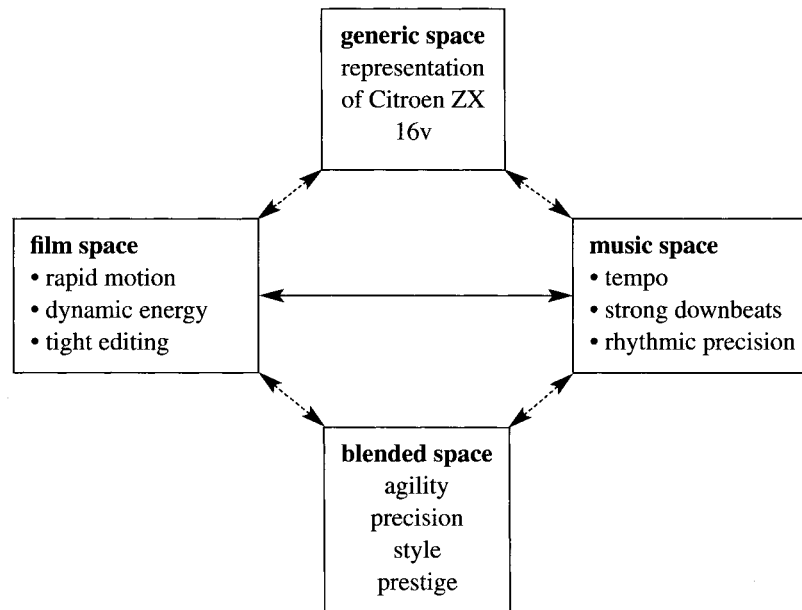 generic space
representation
of Citroen ZX
16v
film space
• rapid motion
• dynamic energy
• tight editing
music space
• tempo
• strong downbeats
• rhythmic precision
blended space
agility
precision
style
prestige